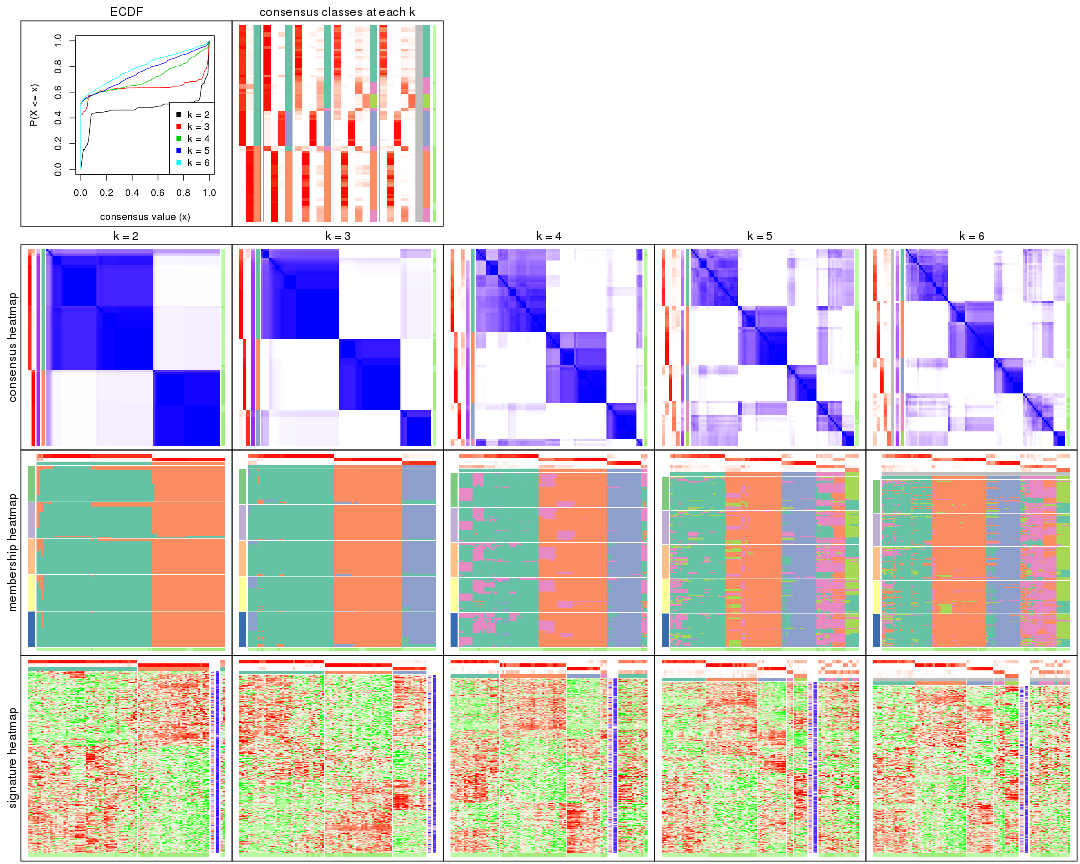 ECDF
consensus classes at each k
P(X <= x)
0.0 0.2 0.4 0.6 0.8 1.0
k = 2
k = 3
k = 4
k = 5
k = 6
0.0 0.2 0.4 0.6 0.8 1.0
consensus value (x)
k = 2
k = 3
k = 4
k = 5
k = 6
consensus heatmap
membership heatmap
signature heatmap